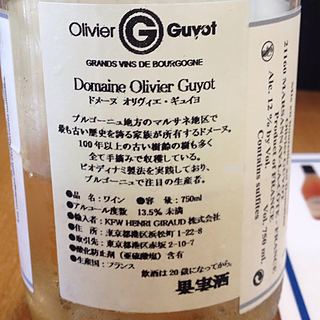 Olivier G Guyot
GRANDS VINS DE BOURGOGNE
Domaine Olivier Guyot
ドメーヌ オリヴィエ・ギュイヨ
ブルゴーニュ地方のマルサネ地区で
最も古い歴史を誇る家族が所有するドメーヌ。
100年以上の古い樹齢の樹も多く
全て手摘みで収穫している。
ビオディナミ製法を実践しており、
ブルゴーニュで注目の生産者。
●品 名：ワイン ●容 量：750ml
●アルコール度数 13.5% 未満
●輸入者：KFW HENRI GIRAUD 株式会社
●住 所：東京都港区浜松町1-22-8
●取引先：東京都港区赤坂2-10-7
●酸化防止剤（亜硫酸塩）含有
●生産国：フランス
飲酒は20歳になってから。
Alc. 12 % by Vol.
Product of FRANCE
Contains sulfites
Vol. 750 ml